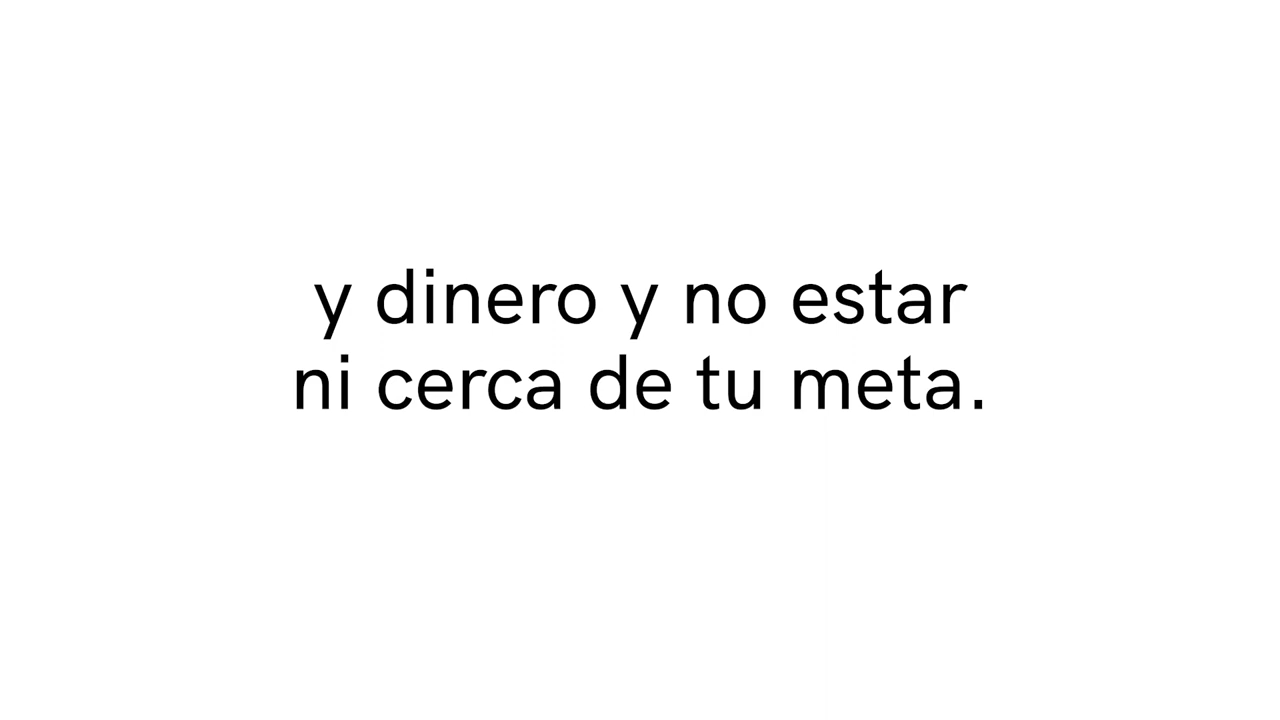 y dinero y no estar
ni cerca de tu meta.